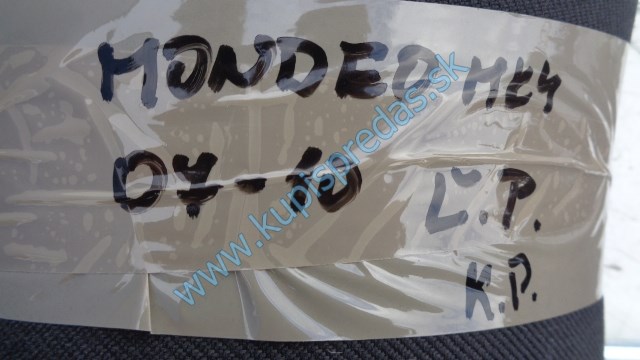 MONDEO MK4
07-10 Ľ.P.
K.P.
www.kupispredas.sk